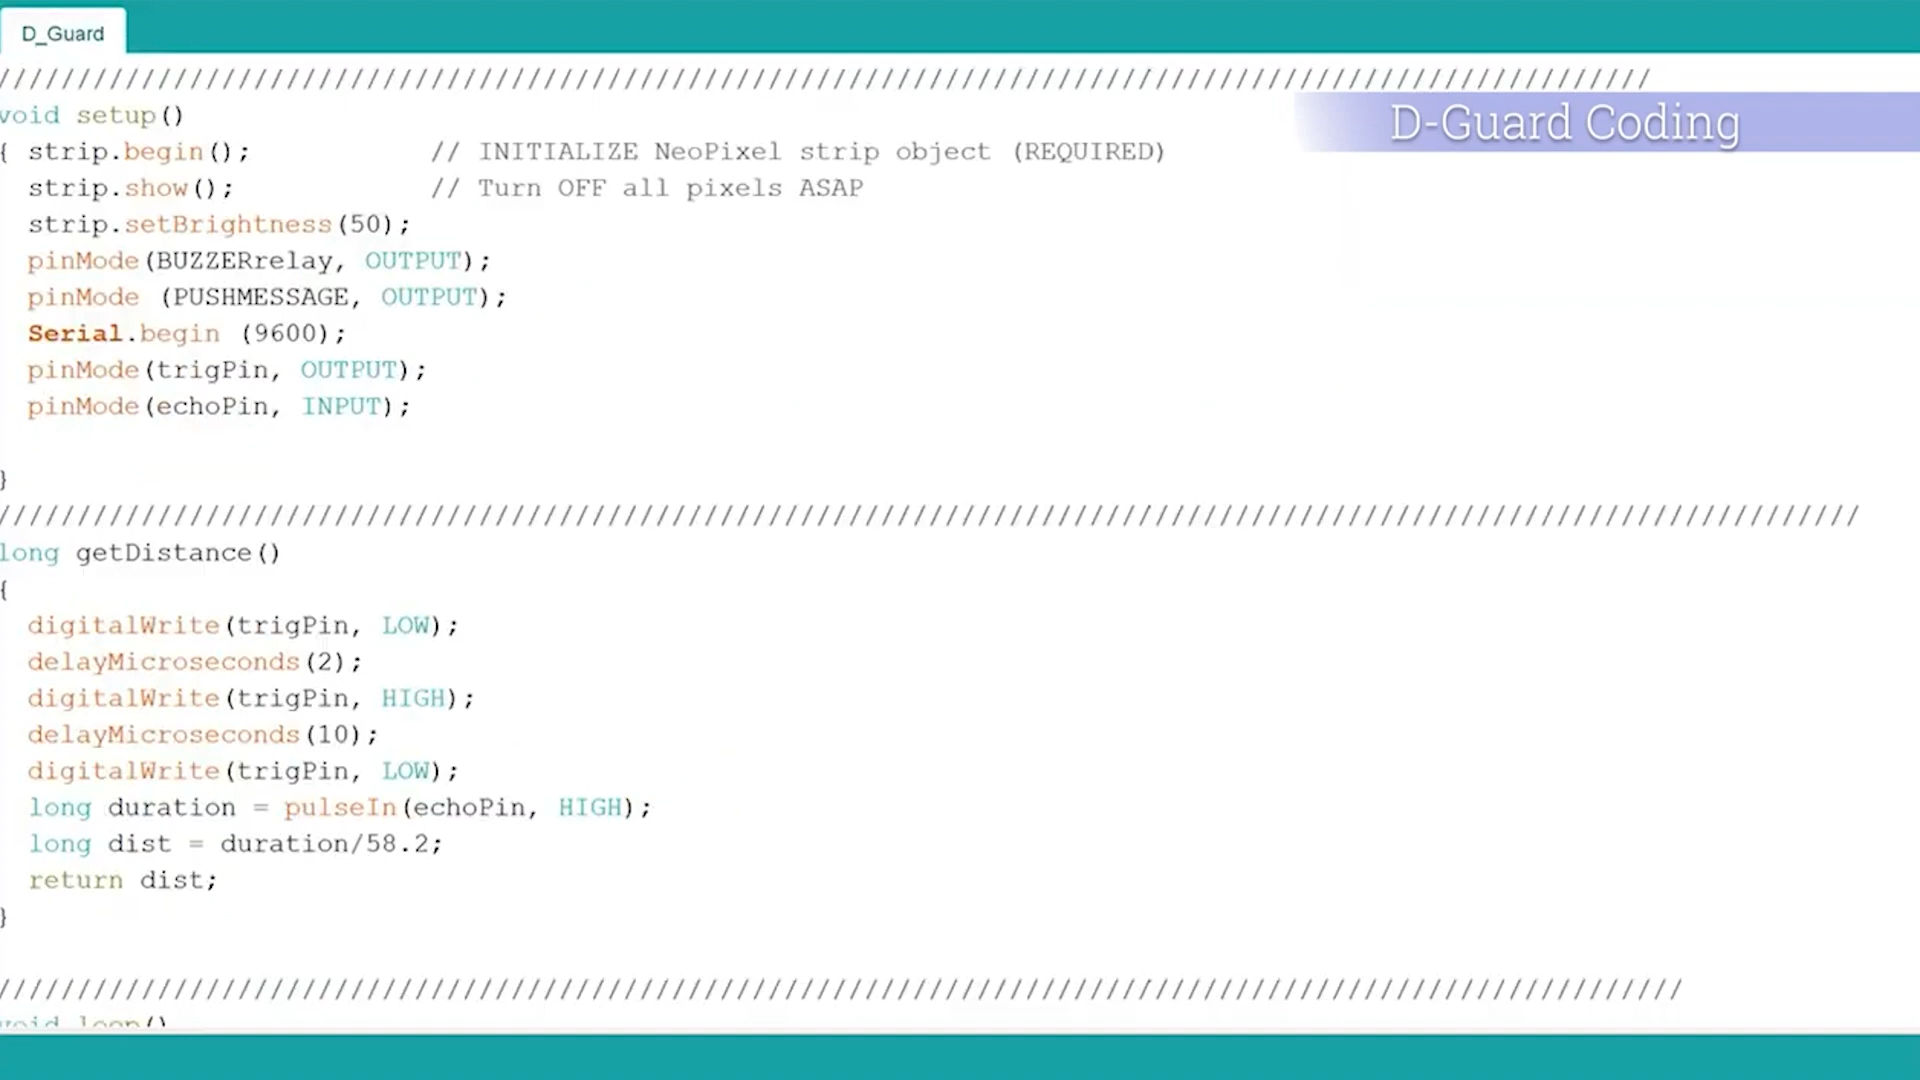 D_Guard
//////////////////////////////////////////////////////////////////////////////////////////////////////
D-Guard Coding
void setup()
{ strip.begin();           // INITIALIZE NeoPixel strip object (REQUIRED)
  strip.show();            // Turn OFF all pixels ASAP
  strip.setBrightness(50);
  pinMode(BUZZERrelay, OUTPUT);
  pinMode (PUSHMESSAGE, OUTPUT);
  Serial.begin (9600);
  pinMode(trigPin, OUTPUT);
  pinMode(echoPin, INPUT);
}
///////////////////////////////////////////////////////////////////////////////////////////////////////////////////
long getDistance()
{
  digitalWrite(trigPin, LOW);
  delayMicroseconds(2);
  digitalWrite(trigPin, HIGH);
  delayMicroseconds(10);
  digitalWrite(trigPin, LOW);
  long duration = pulseIn(echoPin, HIGH);
  long dist = duration/58.2;
  return dist;
}
////////////////////////////////////////////////////////////////////////////////////////////////////////
void loop()